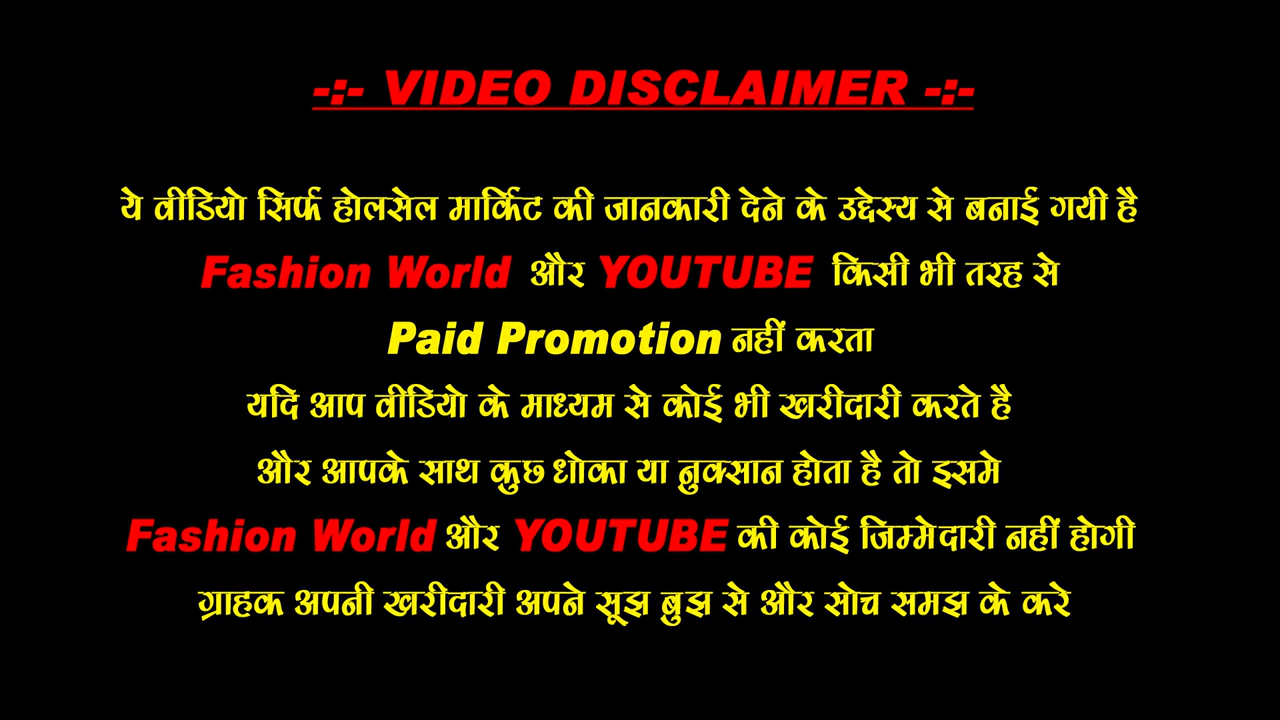 -:- VIDEO DISCLAIMER -:-
ये वीडियो सिर्फ होलसेल मार्किट की जानकारी देने के उद्देस्य से बनाई गयी है
Fashion World और YOUTUBE किसी भी तरह से
Paid Promotion नहीं करता
यदि आप वीडियो के माध्यम से कोई भी खरीदारी करते है
और आपके साथ कुछ धोका या नुक्सान होता है तो इसमे
Fashion World और YOUTUBE की कोई जिम्मेदारी नहीं होगी
ग्राहक अपनी खरीदारी अपने सूझ बुझ से और सोच समझ के करे